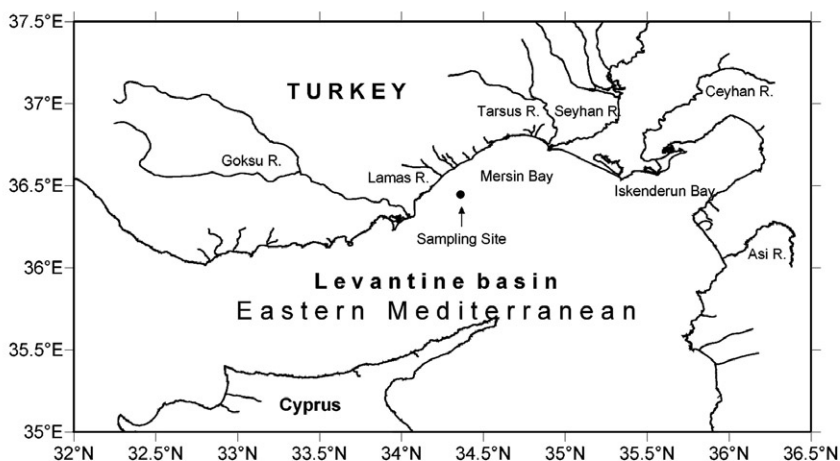 37.5°N
37°N
36.5°N
36°N
35.5°N
35°N
TURKEY
Tarsus R.
Seyhan R.
Ceyhan R.
Goksu R.
Lamas R.
Mersin Bay
Iskenderun Bay
Sampling Site
Asi R.
Levantine basin
Eastern Mediterranean
Cyprus
32°N
32.5°N
33°N
33.5°N
34°N
34.5°N
35°N
35.5°N
36°N
36.5°N